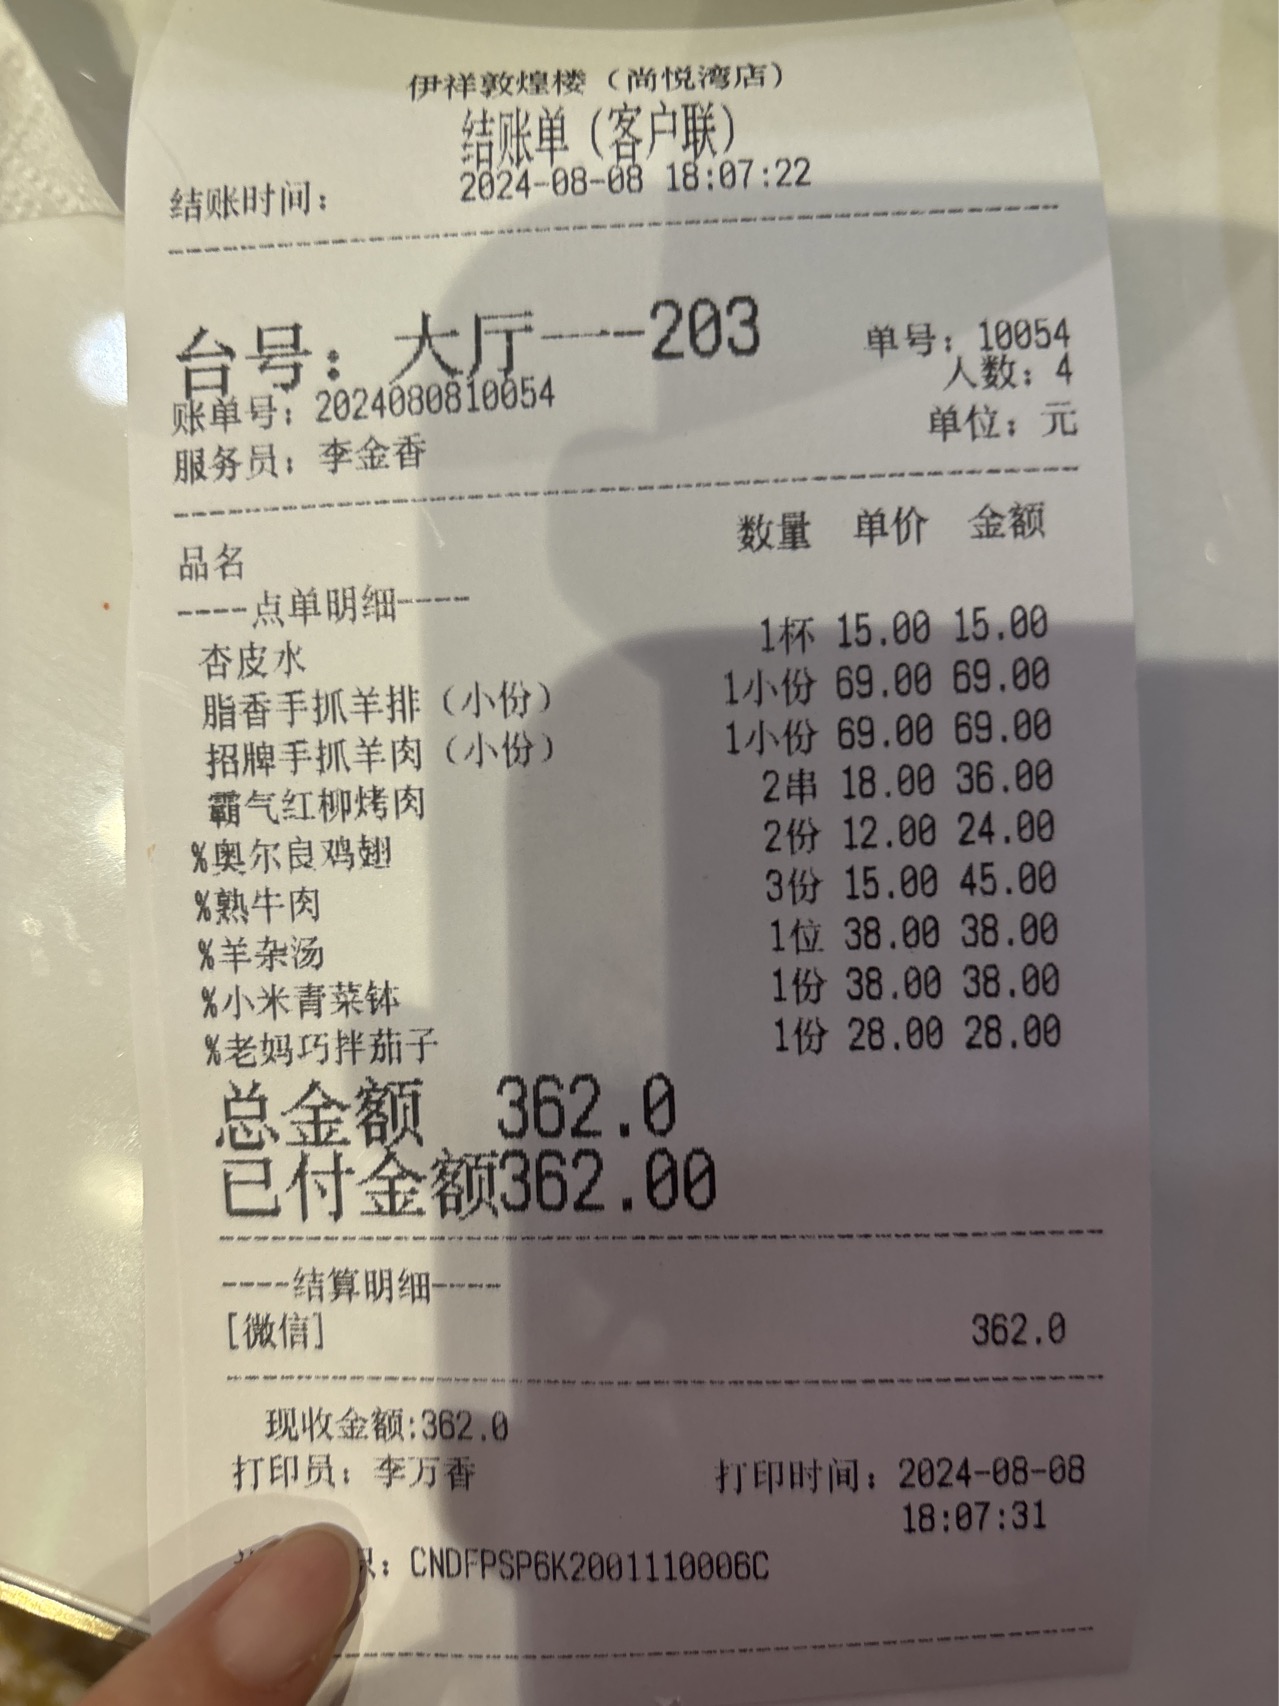 伊祥敦煌楼（尚悦湾店）
结账单（客户联）
结账时间： 2024-08-08 18:07:22
台号：大厅---203 单号：10054
人数：4
账单号：2024080810054 单位：元
服务员：李金香
品名 数量 单价 金额
----点单明细----
杏皮水 1杯 15.00 15.00
脂香手抓羊排（小份） 1小份 69.00 69.00
招牌手抓羊肉（小份） 1小份 69.00 69.00
霸气红柳烤肉 2串 18.00 36.00
%奥尔良鸡翅 2份 12.00 24.00
%熟牛肉 3份 15.00 45.00
%羊杂汤 1位 38.00 38.00
%小米青菜钵 1份 38.00 38.00
%老妈巧拌茄子 1份 28.00 28.00
总金额 362.0
已付金额362.00
----结算明细----
[微信] 362.0
现收金额:362.0
打印员：李万香 打印时间：2024-08-08
18:07:31
：CNDFPSP6K2001110006C